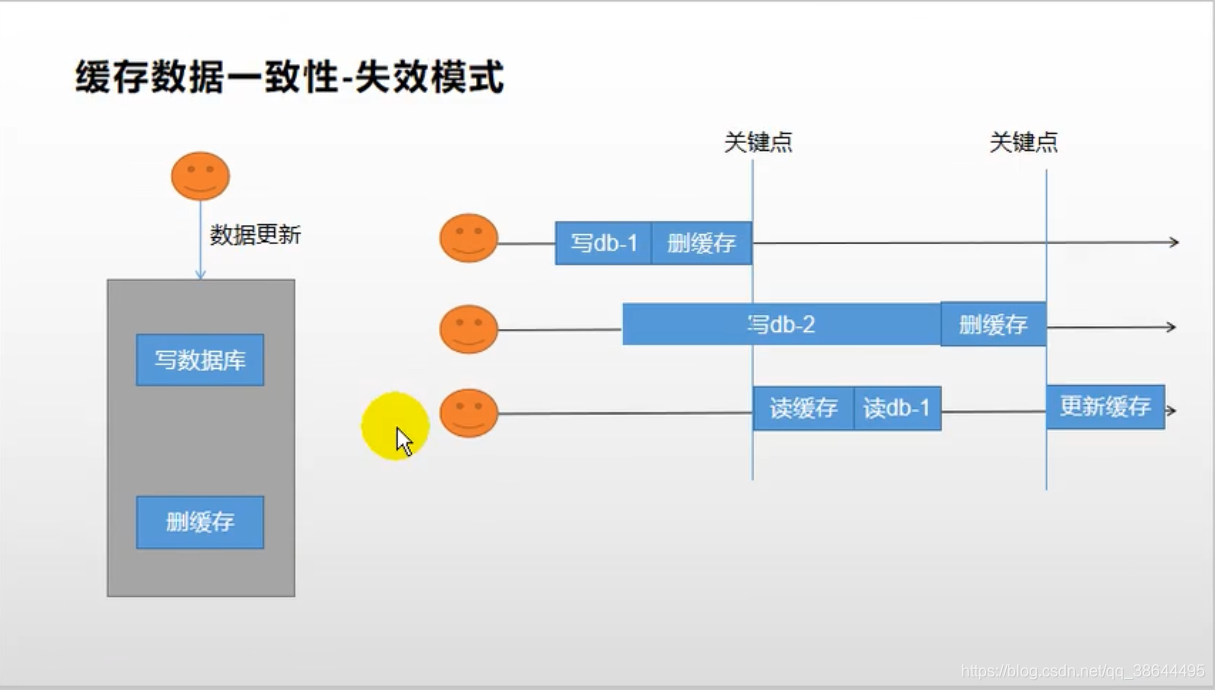 缓存数据一致性-失效模式
数据更新
写数据库
删缓存
关键点
关键点
写db-1
删缓存
写db-2
删缓存
读缓存
读db-1
更新缓存
https://blog.csdn.net/qq_38644495